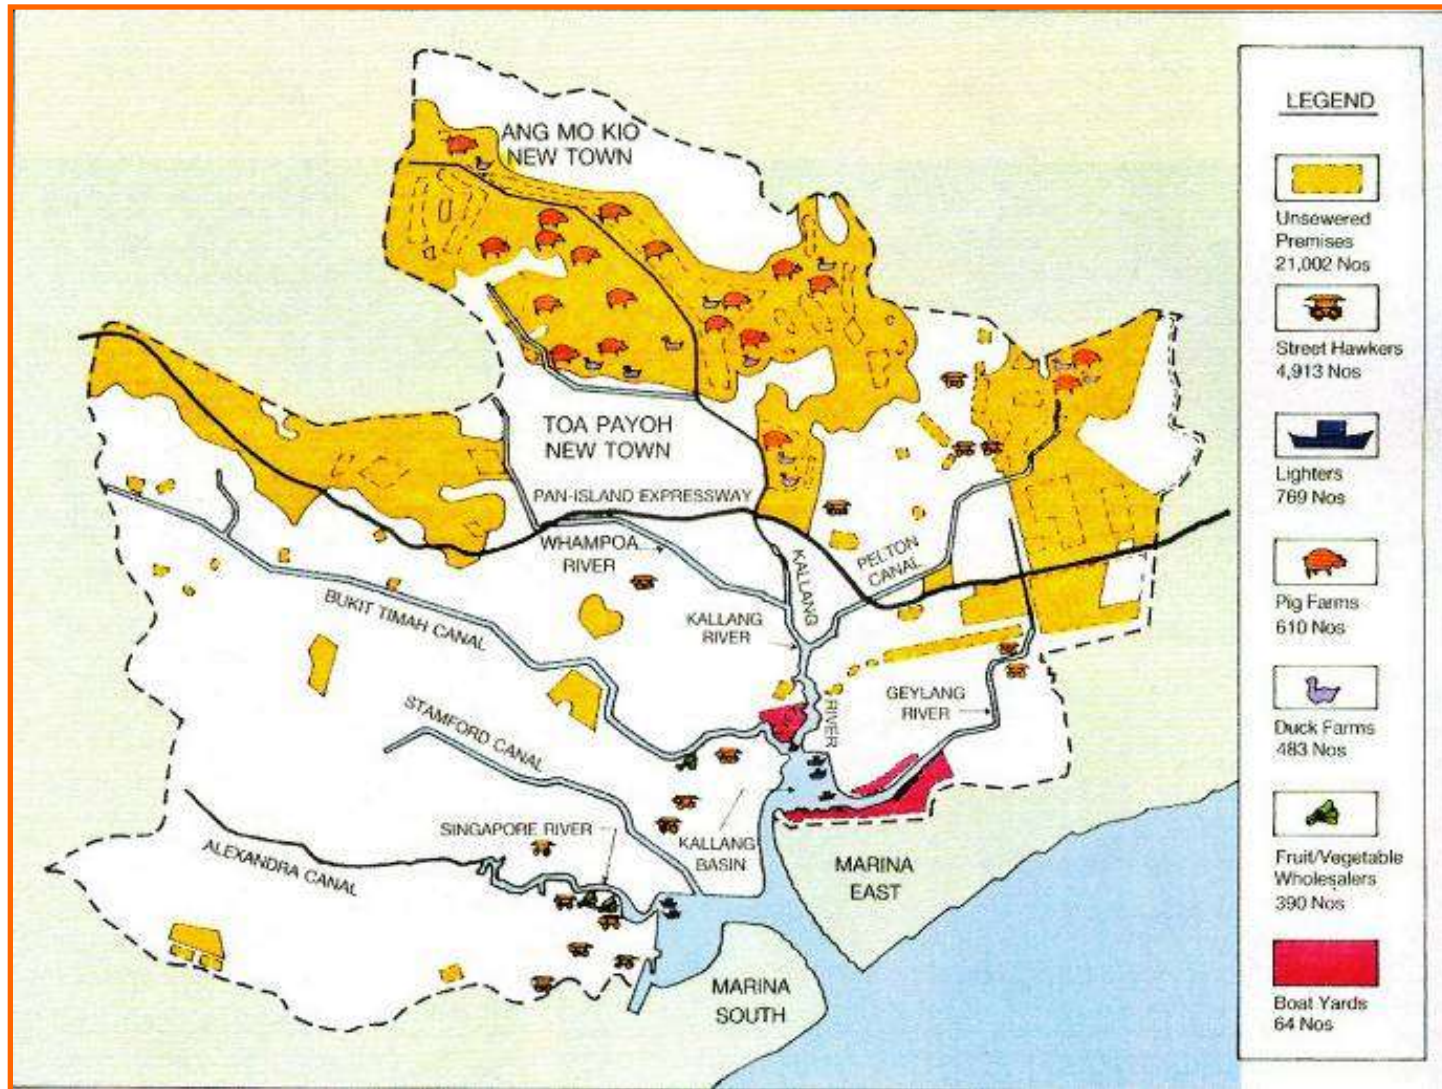 ANG MO KIO
NEW TOWN
TOA PAYOH
NEW TOWN
PAN-ISLAND EXPRESSWAY
WHAMPOA
RIVER
KALLANG
RIVER
PELTON
CANAL
BUKIT TIMAH CANAL
KALLANG
RIVER
GEYLANG
RIVER
STAMFORD CANAL
SINGAPORE RIVER
KALLANG
BASIN
ALEXANDRA CANAL
MARINA
EAST
MARINA
SOUTH
LEGEND
Unsewered
Premises
21,002 Nos
Street Hawkers
4,913 Nos
Lighters
769 Nos
Pig Farms
610 Nos
Duck Farms
483 Nos
Fruit/Vegetable
Wholesalers
390 Nos
Boat Yards
64 Nos